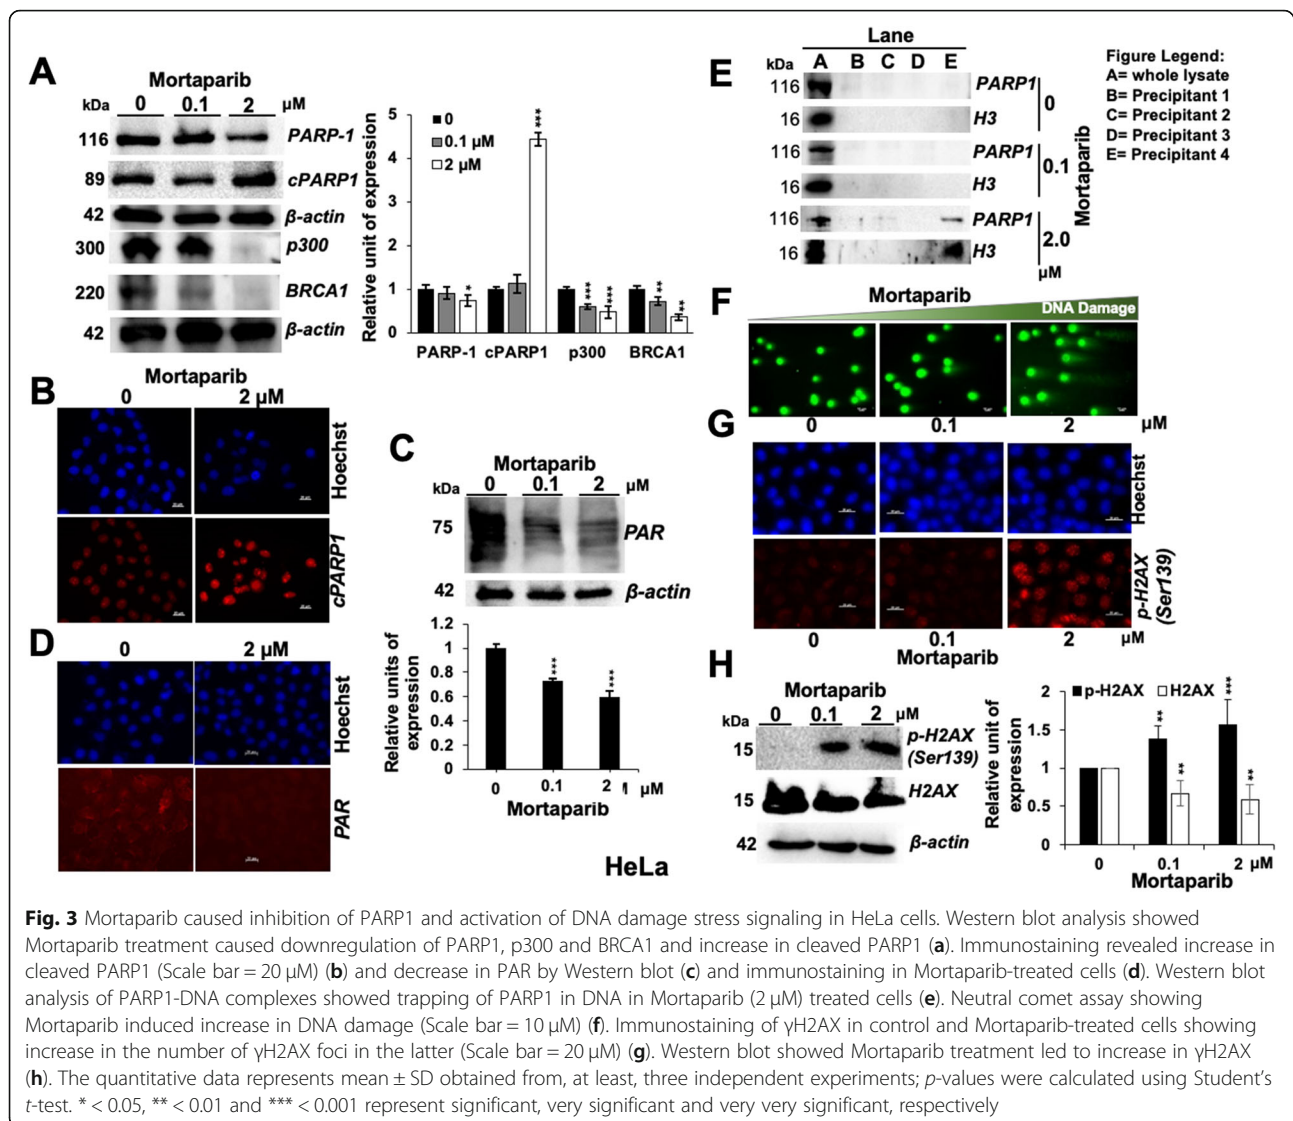 A
Mortaparib
kDa 0 0.1 2 μM
116 PARP-1
89 cPARP1
42 β-actin
300 p300
220 BRCA1
42 β-actin
Relative unit of expression
5
4
3
2
1
0
0
0.1 μM
2 μM
* *** *** *** ** **
PARP-1 cPARP1 p300 BRCA1
B
Mortaparib
0 2 μM
Hoechst
cPARP1
C
Mortaparib
kDa 0 0.1 2 μM
75 PAR
42 β-actin
Relative units of
expression
1.2
1
0.8
0.6
0.4
0.2
0
*** ***
0 0.1 2 μM
Mortaparib
D
0 2 μM
Hoechst
PAR
HeLa
E
Lane
kDa A B C D E
116 PARP1
16 H3
0
116 PARP1
16 H3
0.1
116 PARP1
16 H3
2.0
μM
Mortaparib
Figure Legend:
A= whole lysate
B= Precipitant 1
C= Precipitant 2
D= Precipitant 3
E= Precipitant 4
F
Mortaparib
DNA Damage
0 0.1 2 μM
G
Hoechst
p-H2AX
(Ser139)
0 0.1 2 μM
Mortaparib
H
Mortaparib
kDa 0 0.1 2 μM
15 p-H2AX
(Ser139)
15 H2AX
42 β-actin
Relative unit of
expression
2
1.5
1
0.5
0
p-H2AX H2AX
** ** *** **
0 0.1 2 μM
Mortaparib
Fig. 3 Mortaparib caused inhibition of PARP1 and activation of DNA damage stress signaling in HeLa cells. Western blot analysis showed
Mortaparib treatment caused downregulation of PARP1, p300 and BRCA1 and increase in cleaved PARP1 (a). Immunostaining revealed increase in
cleaved PARP1 (Scale bar = 20 μM) (b) and decrease in PAR by Western blot (c) and immunostaining in Mortaparib-treated cells (d). Western blot
analysis of PARP1-DNA complexes showed trapping of PARP1 in DNA in Mortaparib (2 μM) treated cells (e). Neutral comet assay showing
Mortaparib induced increase in DNA damage (Scale bar = 10 μM) (f). Immunostaining of γH2AX in control and Mortaparib-treated cells showing
increase in the number of γH2AX foci in the latter (Scale bar = 20 μM) (g). Western blot showed Mortaparib treatment led to increase in γH2AX
(h). The quantitative data represents mean ± SD obtained from, at least, three independent experiments; p-values were calculated using Student's
t-test. * < 0.05, ** < 0.01 and *** < 0.001 represent significant, very significant and very very significant, respectively